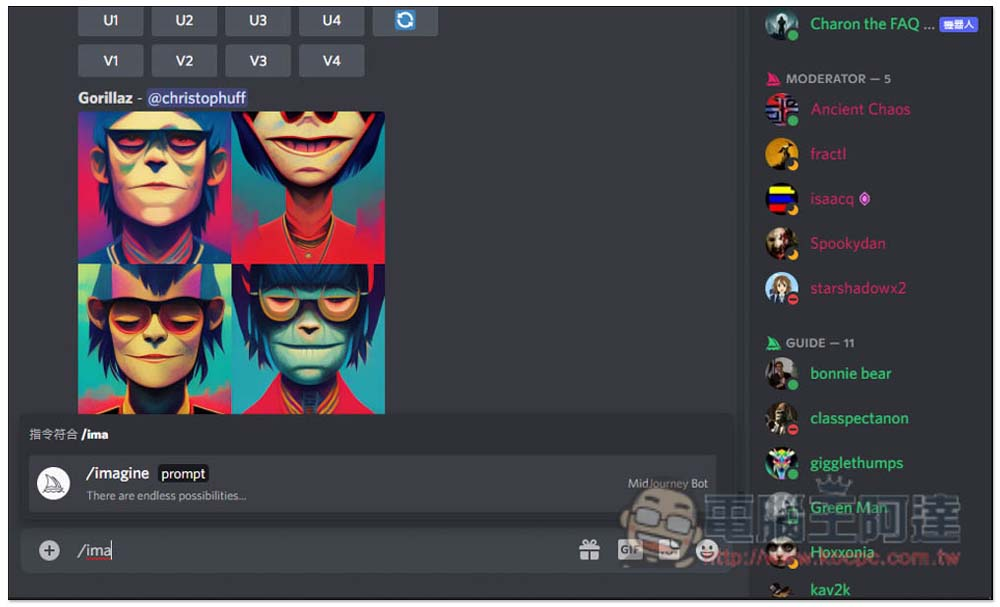 U1 U2 U3 U4
V1 V2 V3 V4
Gorillaz - @christophuff
指令符合 /ima
/imagine prompt
There are endless possibilities...
MidJourney Bot
/ima
GIF
Charon the FAQ ... 機器人
MODERATOR — 5
Ancient Chaos
fractl
isaacq
Spookydan
starshadowx2
GUIDE — 11
bonnie bear
classpectanon
gigglethumps
Green Man
Hoxxonia
kav2k
電腦王阿達
http://www.kocpc.com.tw